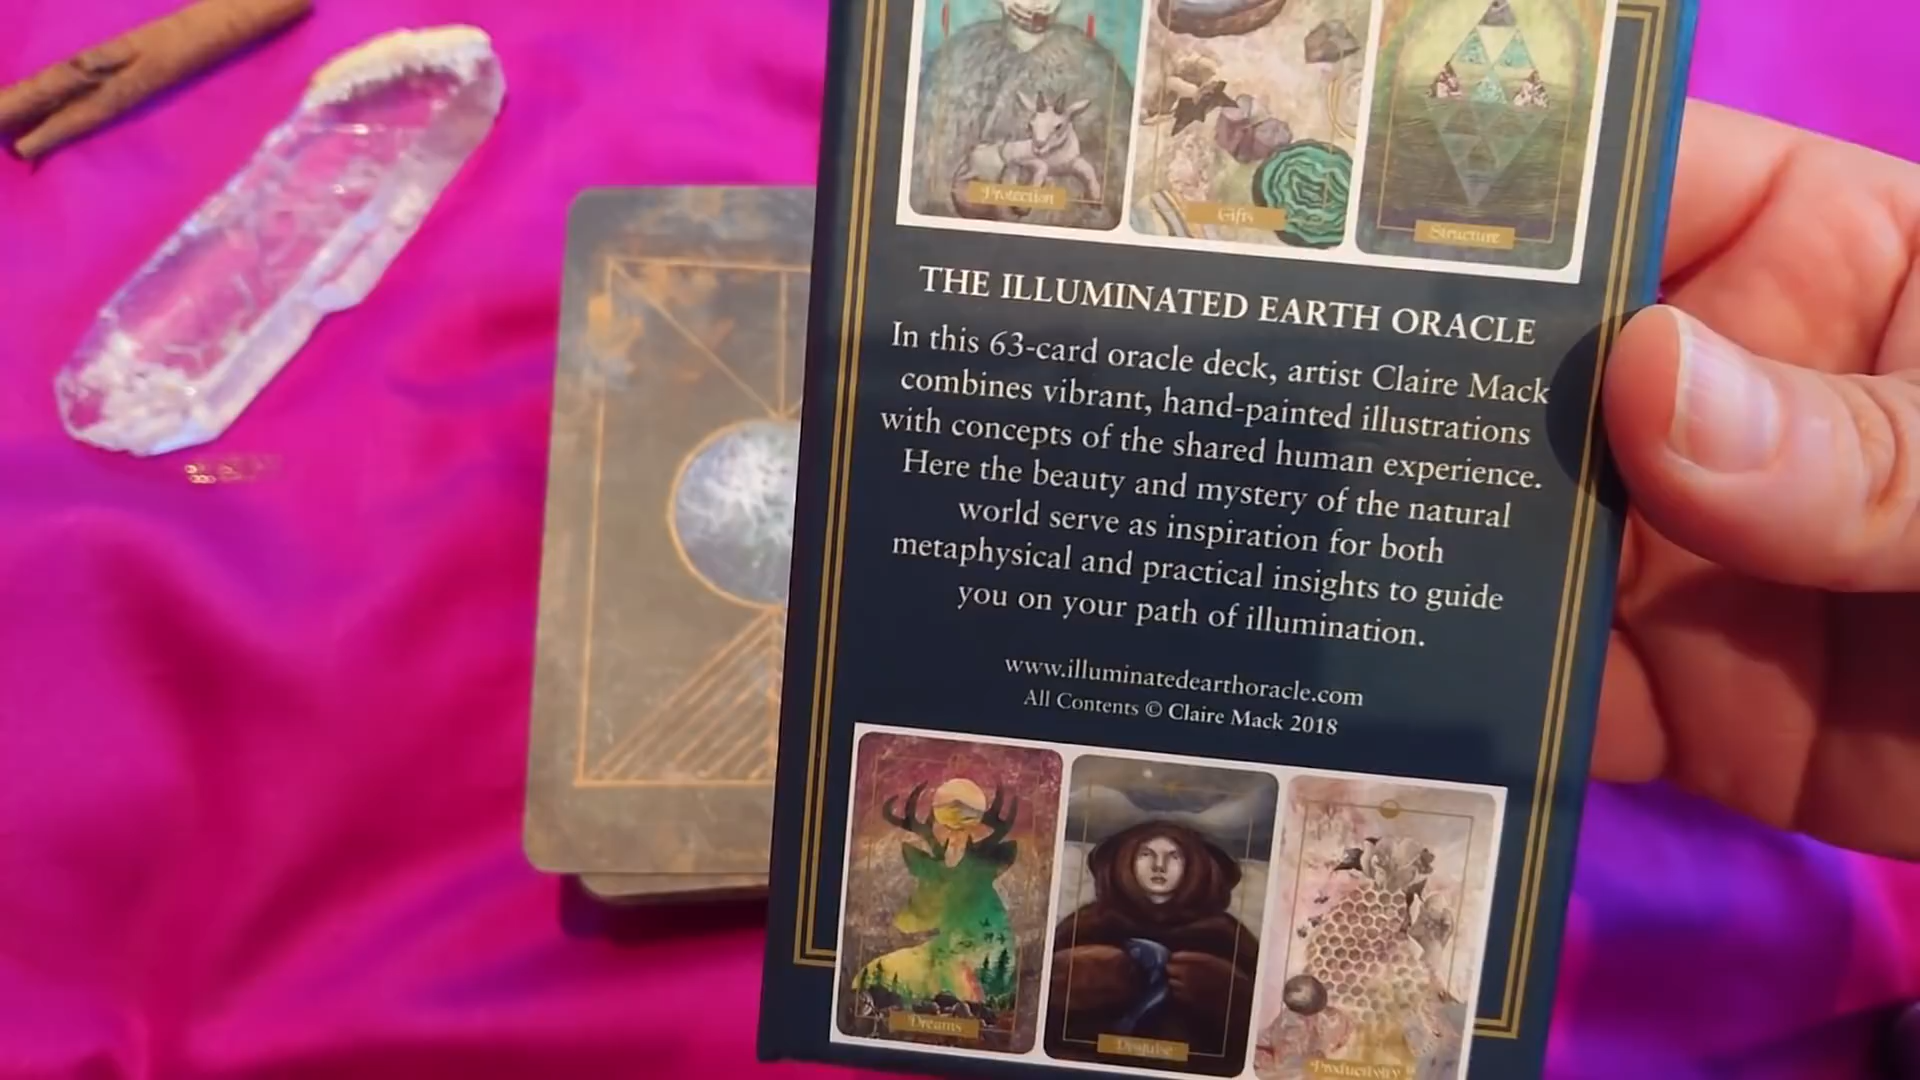 Protection
Gifts
Structure
THE ILLUMINATED EARTH ORACLE
In this 63-card oracle deck, artist Claire Mack
combines vibrant, hand-painted illustrations
with concepts of the shared human experience.
Here the beauty and mystery of the natural
world serve as inspiration for both
metaphysical and practical insights to guide
you on your path of illumination.
www.illuminatedearthoracle.com
All Contents © Claire Mack 2018
Dreams
Disguise
Productivity